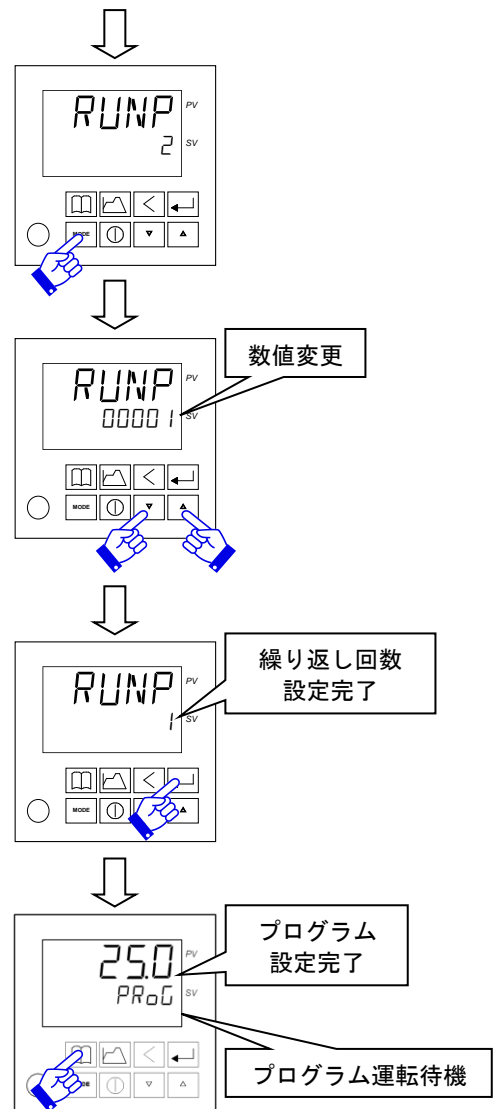 RUNP PV
2 SV
MODE
数値変更
RUNP PV
00001 SV
MODE
繰り返し回数
設定完了
RUNP PV
1 SV
MODE
プログラム
設定完了
25.0 PV
PRoG SV
プログラム運転待機